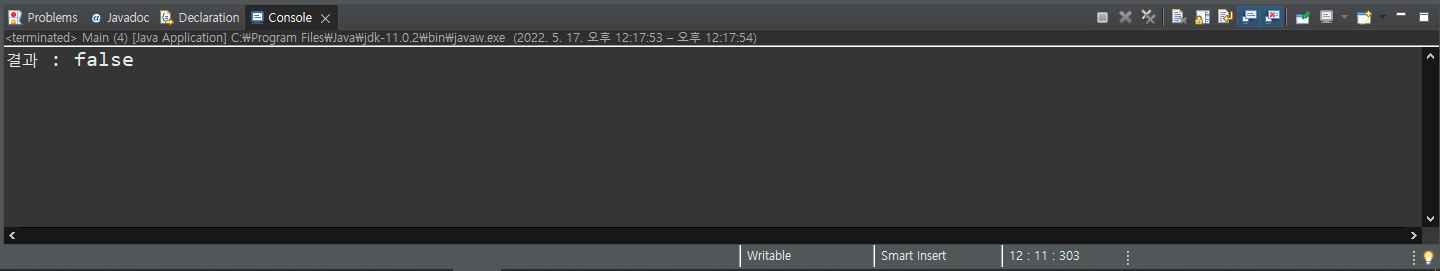 Problems Javadoc Declaration Console
<terminated> Main (4) [Java Application] C:₩Program Files₩Java₩jdk-11.0.2₩bin₩javaw.exe (2022. 5. 17. 오후 12:17:53 – 오후 12:17:54)
결과 : false
Writable Smart Insert 12 : 11 : 303